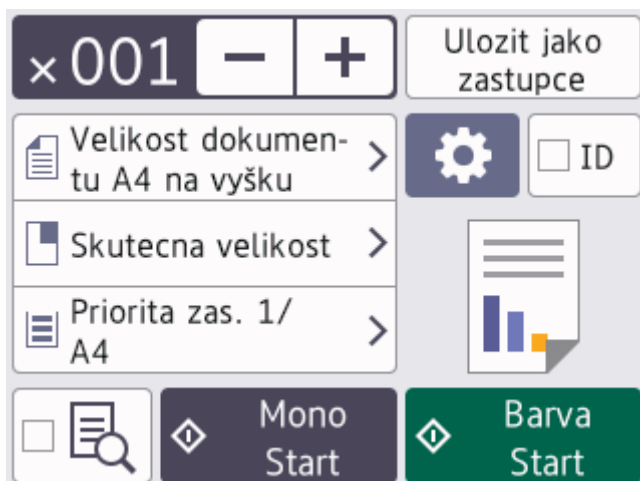 ×001 − +
Ulozit jako
zastupce
Velikost dokumen-
tu A4 na vyšku
ID
Skutecna velikost
Priorita zas. 1/
A4
Mono
Start
Barva
Start